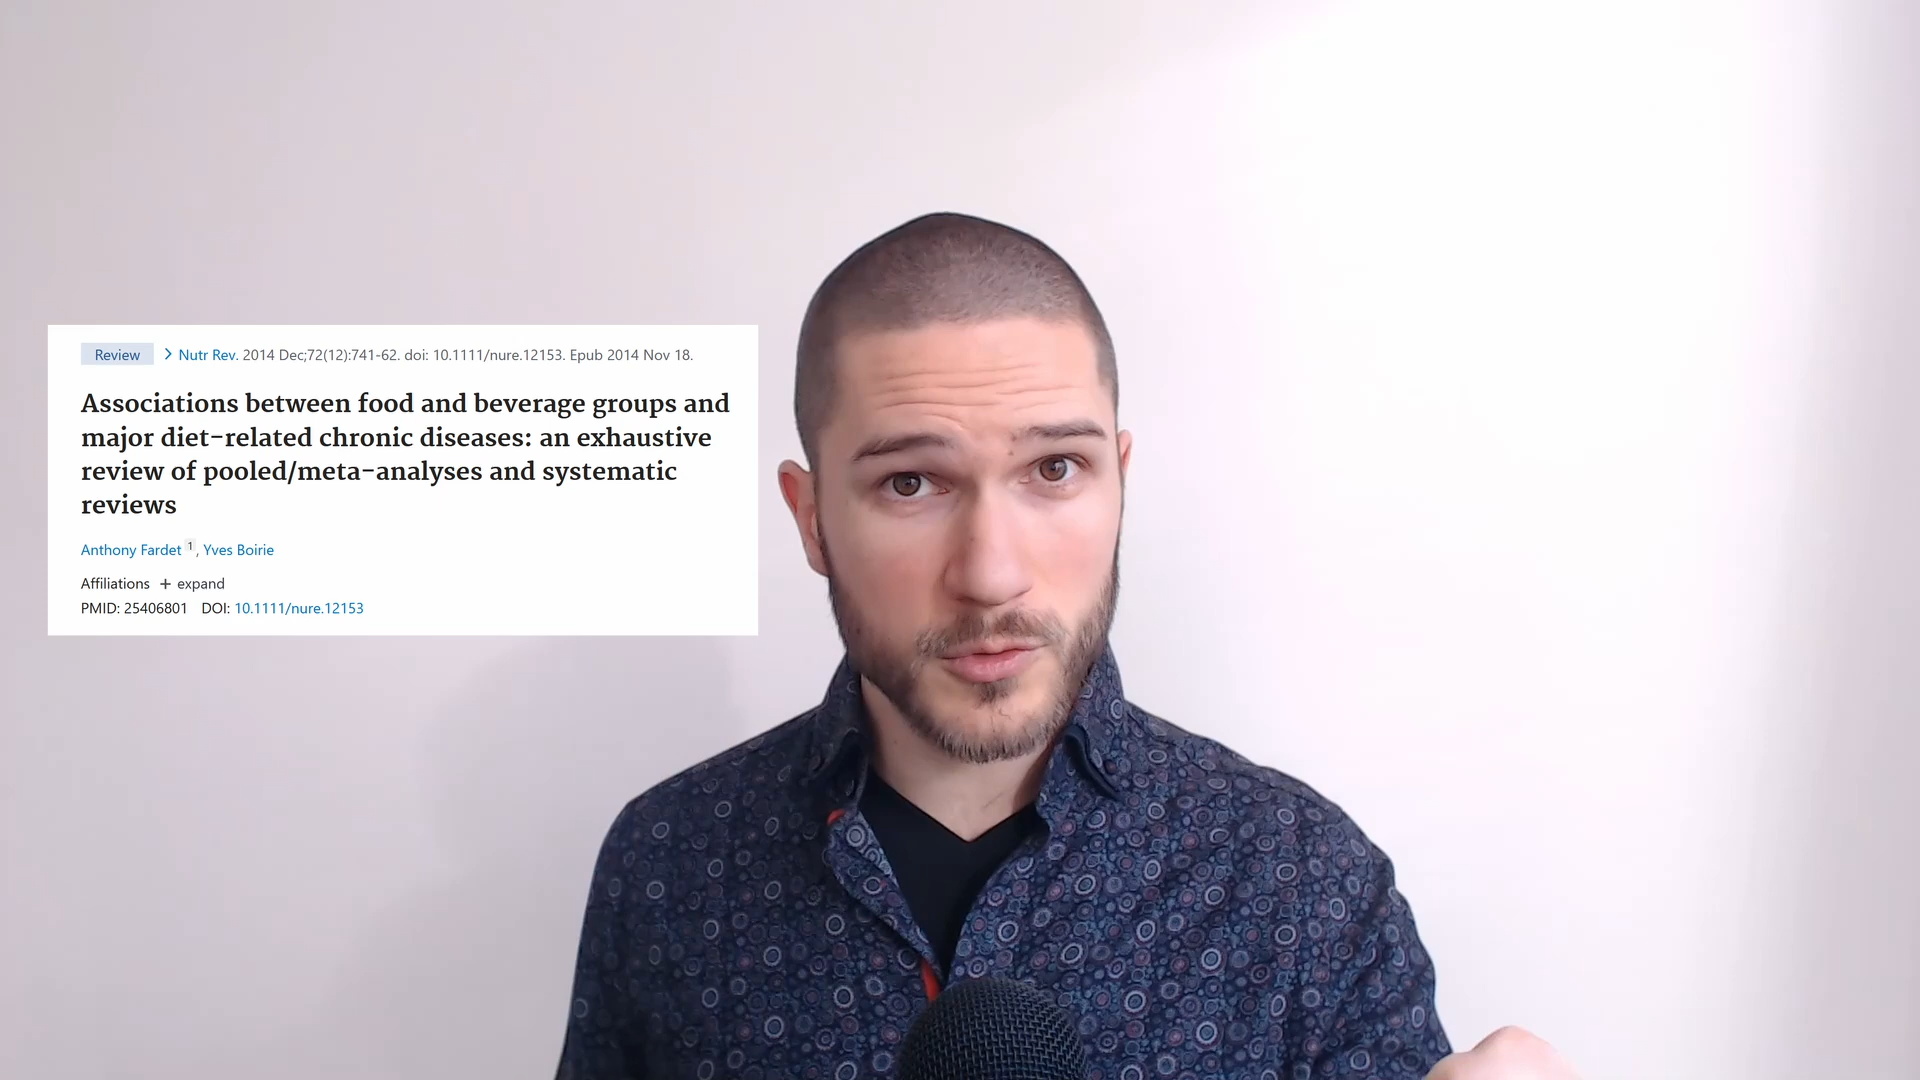 Review > Nutr Rev. 2014 Dec;72(12):741-62. doi: 10.1111/nure.12153. Epub 2014 Nov 18.
Associations between food and beverage groups and
major diet-related chronic diseases: an exhaustive
review of pooled/meta-analyses and systematic
reviews
Anthony Fardet 1, Yves Boirie
Affiliations + expand
PMID: 25406801 DOI: 10.1111/nure.12153